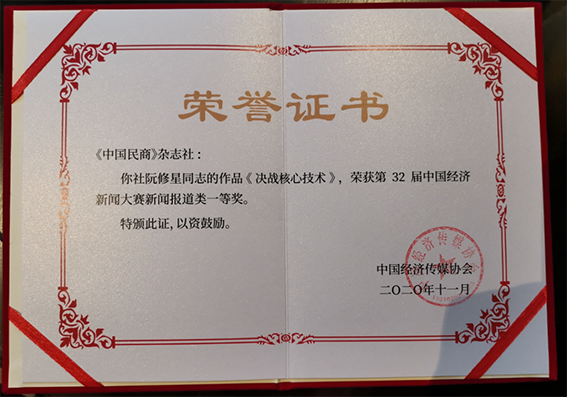 荣誉证书
《中国民商》杂志社：
你社阮修星同志的作品《决战核心技术》，荣获第 32 届中国经济
新闻大赛新闻报道类一等奖。
特颁此证，以资鼓励。
中国经济传媒协会
二〇二〇年十一月